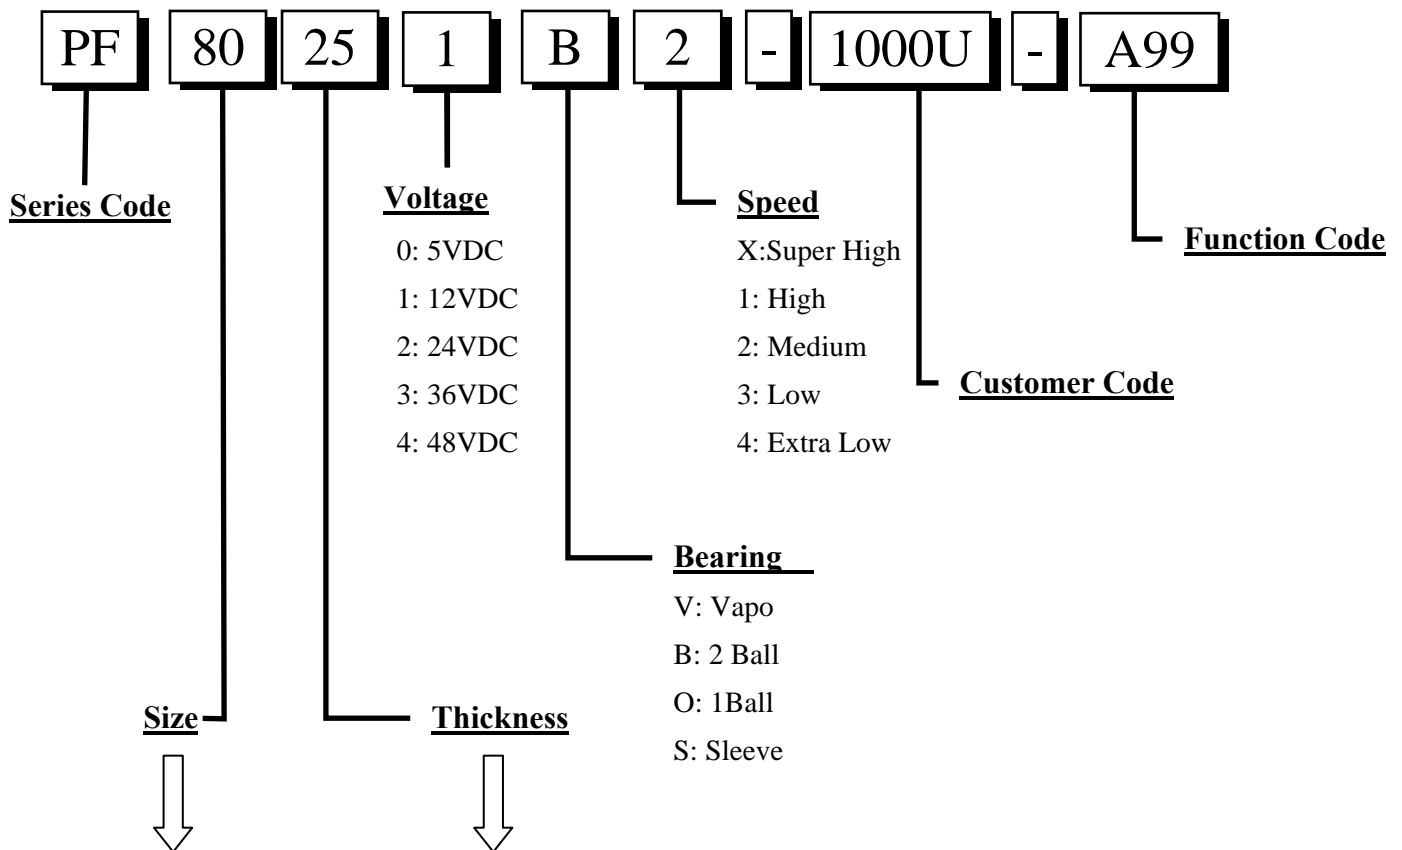 PF 80 25 1 B 2 - 1000U - A99
Series Code
Voltage
0: 5VDC
1: 12VDC
2: 24VDC
3: 36VDC
4: 48VDC
Speed
X:Super High
1: High
2: Medium
3: Low
4: Extra Low
Function Code
Customer Code
Bearing
V: Vapo
B: 2 Ball
O: 1Ball
S: Sleeve
Size
Thickness